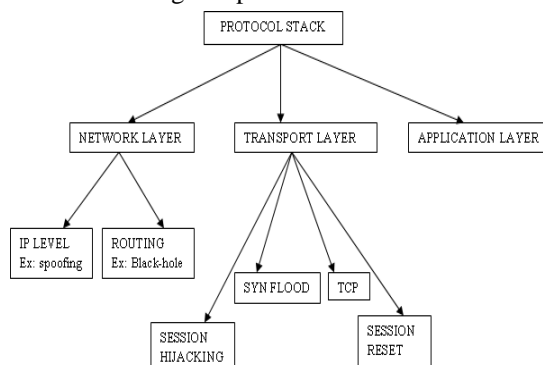 PROTOCOL STACK
NETWORK LAYER
TRANSPORT LAYER
APPLICATION LAYER
IP LEVEL
Ex: spoofing
ROUTING
Ex: Black-hole
SYN FLOOD
TCP
SESSION
HIJACKING
SESSION
RESET